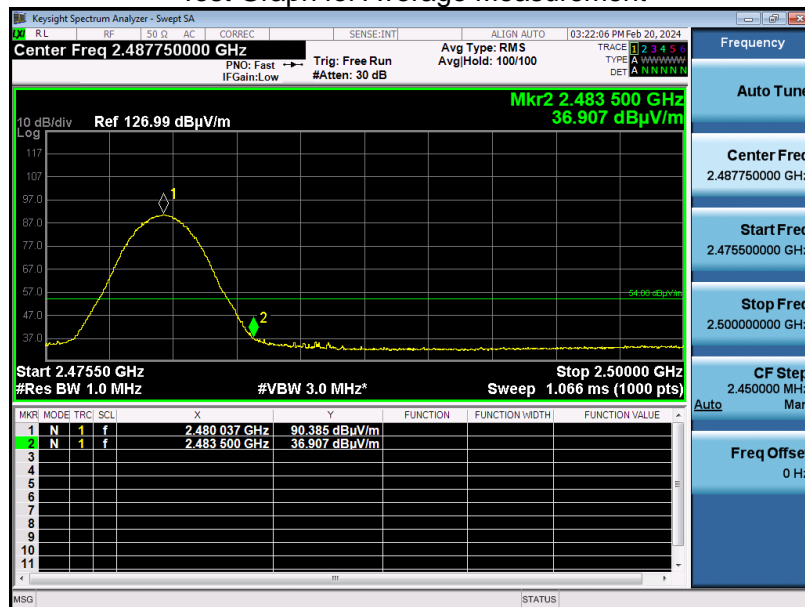 Test Graph for Average Measurement
Keysight Spectrum Analyzer - Swept SA
LXI RL RF 50 Ω AC CORREC SENSE:INT ALIGN AUTO 03:22:06 PM Feb 20, 2024
Center Freq 2.487750000 GHz
PNO: Fast
IFGain:Low
Trig: Free Run
#Atten: 30 dB
Avg Type: RMS
Avg|Hold: 100/100
TRACE 1 2 3 4 5 6
TYPE A WWWWW
DET A N N N N N
Mkr2 2.483 500 GHz
36.907 dBµV/m
10 dB/div Ref 126.99 dBµV/m
Log
117
107
97.0
87.0
77.0
67.0
57.0
47.0
37.0
1
2
54.00 dBµV/m
Start 2.47550 GHz Stop 2.50000 GHz
#Res BW 1.0 MHz #VBW 3.0 MHz* Sweep 1.066 ms (1000 pts)
MKR MODE TRC SCL X Y FUNCTION FUNCTION WIDTH FUNCTION VALUE
1 N 1 f 2.480 037 GHz 90.385 dBµV/m
2 N 1 f 2.483 500 GHz 36.907 dBµV/m
3
4
5
6
7
8
9
10
11
MSG STATUS
Frequency
Auto Tune
Center Freq
2.487750000 GHz
Start Freq
2.475500000 GHz
Stop Freq
2.500000000 GHz
CF Step
2.450000 MHz
Auto Man
Freq Offset
0 Hz